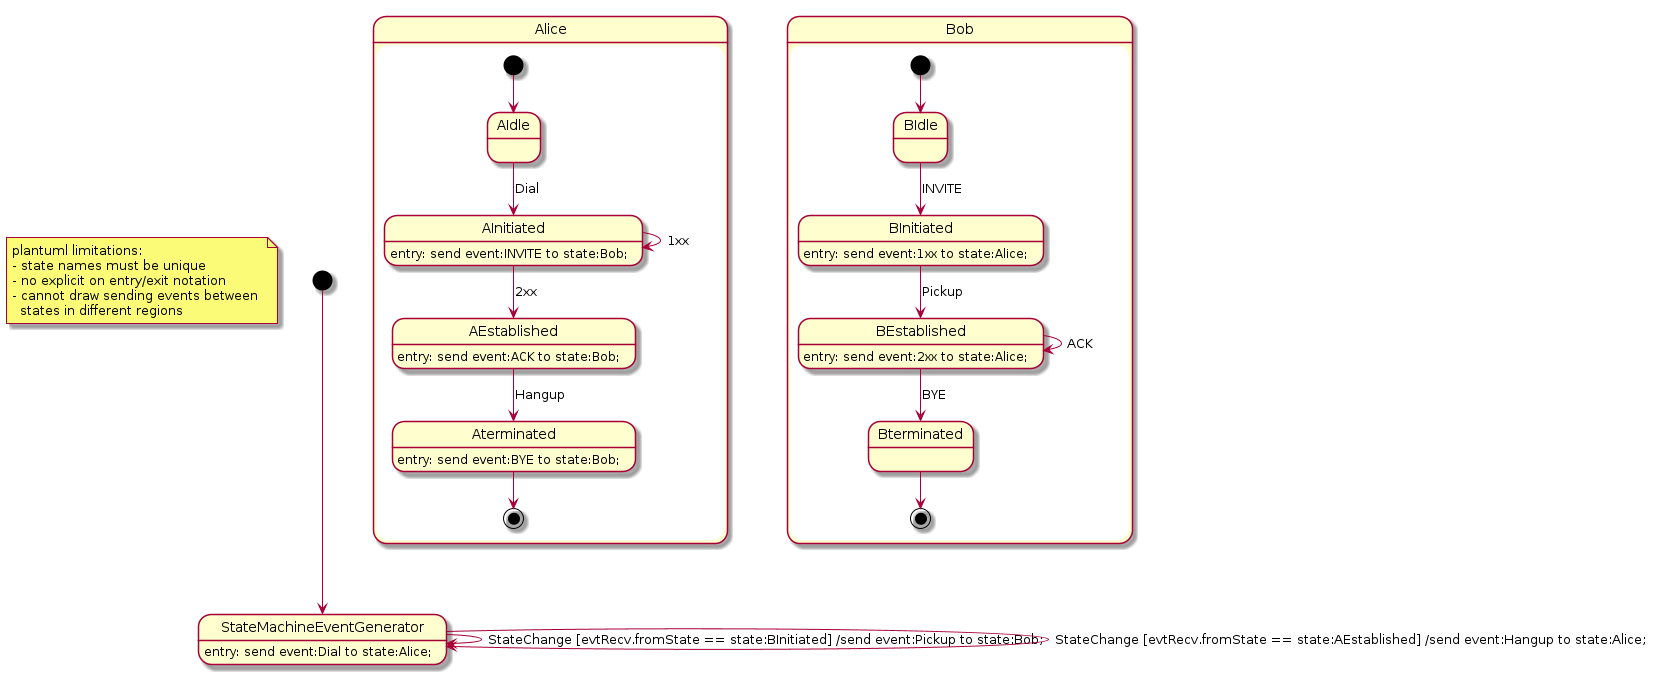 Alice
AIdle
Dial
AInitiated
entry: send event:INVITE to state:Bob;
1xx
2xx
AEstablished
entry: send event:ACK to state:Bob;
Hangup
Aterminated
entry: send event:BYE to state:Bob;
Bob
BIdle
INVITE
BInitiated
entry: send event:1xx to state:Alice;
Pickup
BEstablished
entry: send event:2xx to state:Alice;
ACK
BYE
Bterminated
plantuml limitations:
- state names must be unique
- no explicit on entry/exit notation
- cannot draw sending events between
states in different regions
StateMachineEventGenerator
entry: send event:Dial to state:Alice;
StateChange [evtRecv.fromState == state:BInitiated] /send event:Pickup to state:Bob;
StateChange [evtRecv.fromState == state:AEstablished] /send event:Hangup to state:Alice;